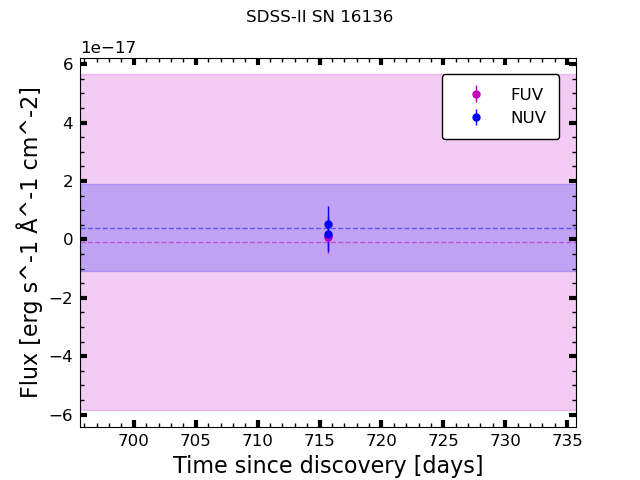 SDSS-II SN 16136
1e−17
6
4
2
0
−2
−4
−6
Flux [erg s^-1 Å^-1 cm^-2]
FUV
NUV
700 705 710 715 720 725 730 735
Time since discovery [days]